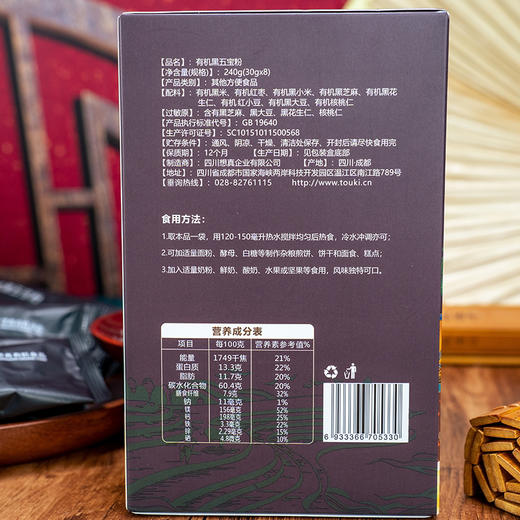 【品名】：有机黑五宝粉
【净含量(规格)】：240g(30gx8)
【产品类别】：其他方便食品
【配料】：有机黑米、有机红枣、有机黑小米、有机黑芝麻、有机黑花
生仁、有机红小豆、有机黑大豆、有机核桃仁
【过敏原】：含有黑芝麻、黑大豆、黑花生仁、核桃仁
【产品执行标准代号】：GB 19640
【生产许可证号】：SC10151011500568
【贮存条件】：通风、阴凉、干燥、清洁处保存、开封后请尽快食用完
【保质期】：12个月 【生产日期】：见包装盒底部
【制造商】：四川想真企业有限公司 【产地】：四川·成都
【地址】：四川省成都市国家海峡两岸科技开发园区温江区南江路789号
【垂询热线】：028-82761115 【网址】：www.touki.cn
食用方法：
1.取本品一袋，用120-150毫升热水搅拌均匀后热食，冷水冲调亦可；
2.可加适量面粉、酵母、白糖等制作杂粮煎饼、饼干和面食、糕点；
3.加入适量奶粉、鲜奶、酸奶、水果或坚果等食用，风味独特可口。
营养成分表
项目 每100克 营养素参考值%
能量 1749千焦 21%
蛋白质 13.3克 22%
脂肪 11.7克 20%
碳水化合物 60.4克 20%
膳食纤维 7.9克 32%
钠 11毫克 1%
镁 156毫克 52%
钙 198毫克 25%
铁 3.3毫克 22%
锌 2.29毫克 15%
硒 4.8微克 10%
6 933366 705330